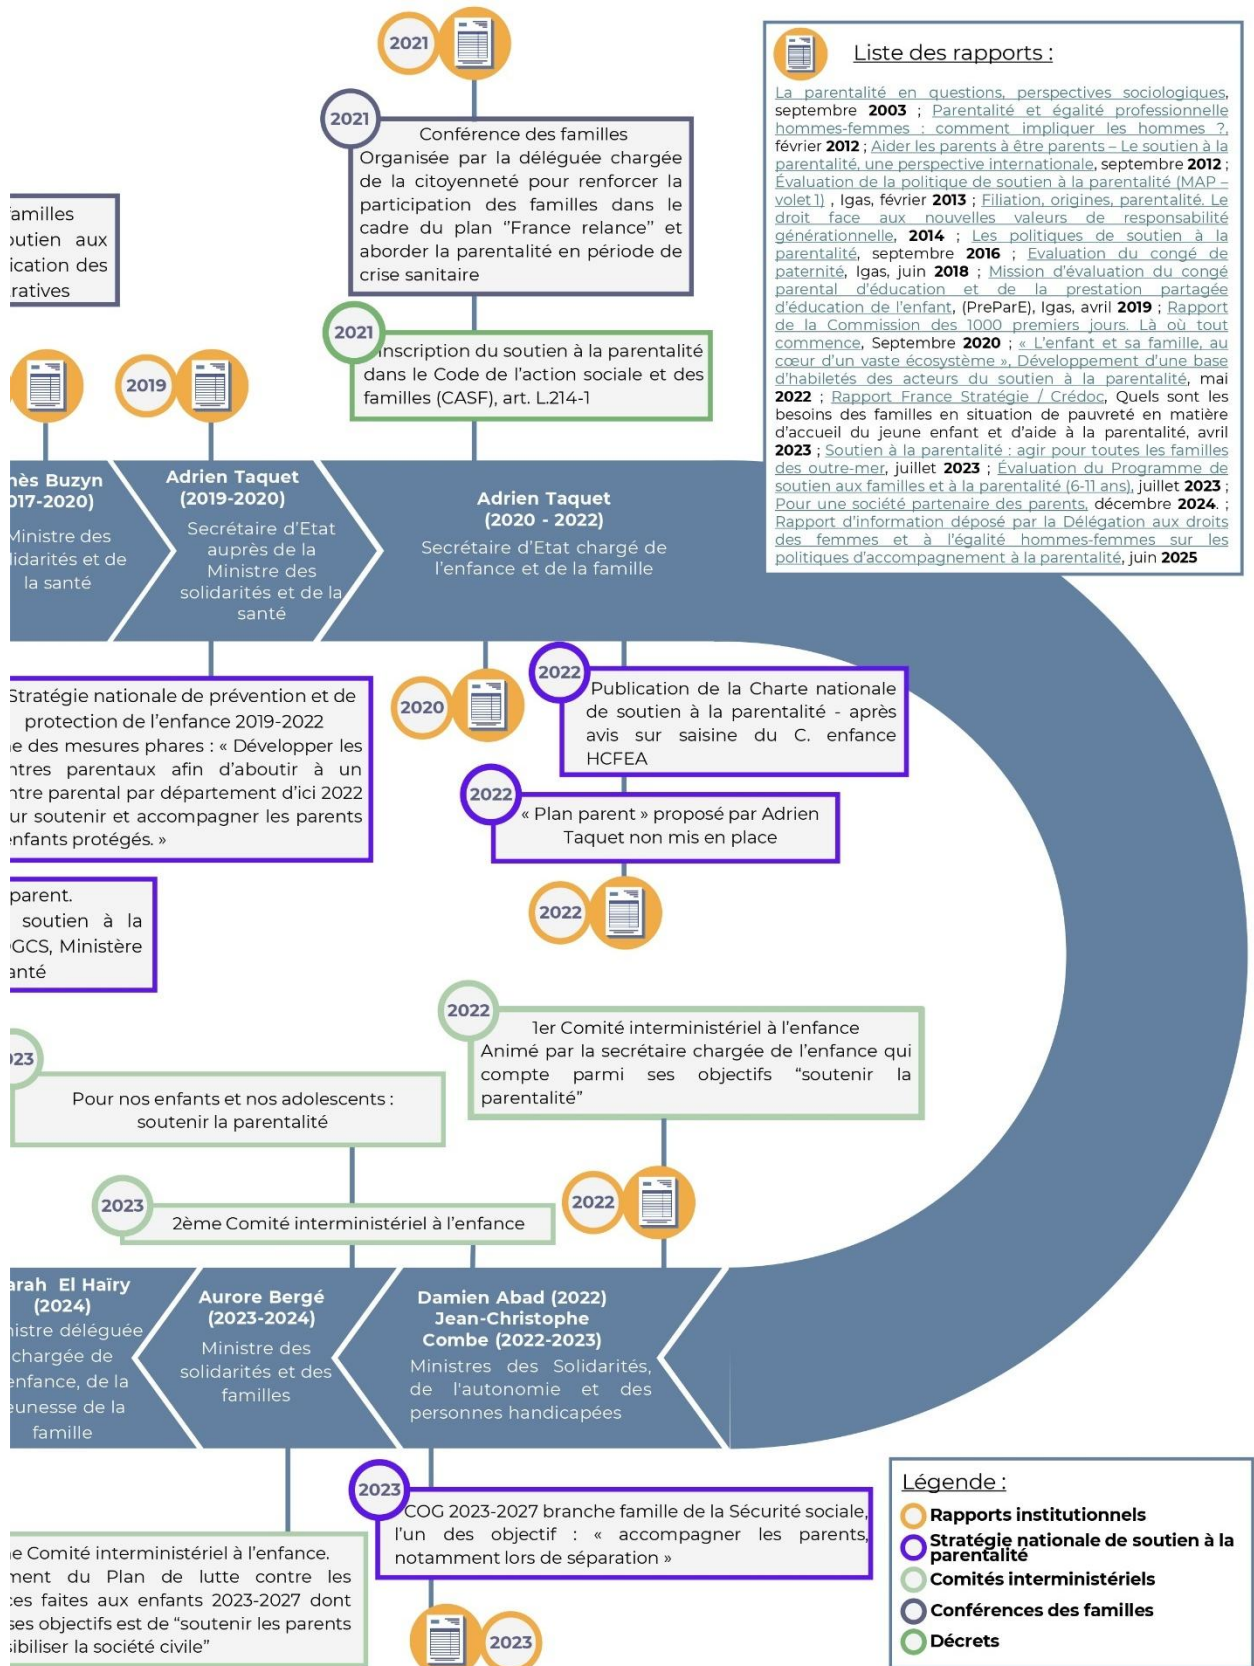 2021
Liste des rapports :
La parentalité en questions, perspectives sociologiques,
septembre 2003 ; Parentalité et égalité professionnelle
hommes-femmes : comment impliquer les hommes ?,
février 2012 ; Aider les parents à être parents – Le soutien à la
parentalité, une perspective internationale, septembre 2012 ;
Évaluation de la politique de soutien à la parentalité (MAP –
volet 1) , Igas, février 2013 ; Filiation, origines, parentalité. Le
droit face aux nouvelles valeurs de responsabilité
générationnelle, 2014 ; Les politiques de soutien à la
parentalité, septembre 2016 ; Evaluation du congé de
paternité, Igas, juin 2018 ; Mission d'évaluation du congé
parental d'éducation et de la prestation partagée
d'éducation de l'enfant, (PreParE), Igas, avril 2019 ; Rapport
de la Commission des 1000 premiers jours. Là où tout
commence, Septembre 2020 ; « L'enfant et sa famille, au
cœur d'un vaste écosystème », Développement d'une base
d'habiletés des acteurs du soutien à la parentalité, mai
2022 ; Rapport France Stratégie / Crédoc, Quels sont les
besoins des familles en situation de pauvreté en matière
d'accueil du jeune enfant et d'aide à la parentalité, avril
2023 ; Soutien à la parentalité : agir pour toutes les familles
des outre-mer, juillet 2023 ; Évaluation du Programme de
soutien aux familles et à la parentalité (6-11 ans), juillet 2023 ;
Pour une société partenaire des parents, décembre 2024. ;
Rapport d'information déposé par la Délégation aux droits
des femmes et à l'égalité hommes-femmes sur les
politiques d'accompagnement à la parentalité, juin 2025
2021
Conférence des familles
Organisée par la déléguée chargée
de la citoyenneté pour renforcer la
participation des familles dans le
cadre du plan "France relance" et
aborder la parentalité en période de
crise sanitaire
familles
outien aux
ication des
ratives
2021
Inscription du soutien à la parentalité
dans le Code de l'action sociale et des
familles (CASF), art. L.214-1
2019
nès Buzyn
017-2020)
Ministre des
lidarités et de
la santé
Adrien Taquet
(2019-2020)
Secrétaire d'Etat
auprès de la
Ministre des
solidarités et de la
santé
Adrien Taquet
(2020 - 2022)
Secrétaire d'Etat chargé de
l'enfance et de la famille
Stratégie nationale de prévention et de
protection de l'enfance 2019-2022
ne des mesures phares : « Développer les
ntres parentaux afin d'aboutir à un
ntre parental par département d'ici 2022
ur soutenir et accompagner les parents
enfants protégés. »
2020
2022
Publication de la Charte nationale
de soutien à la parentalité - après
avis sur saisine du C. enfance
HCFEA
2022
« Plan parent » proposé par Adrien
Taquet non mis en place
2022
parent.
soutien à la
GCS, Ministère
anté
2022
1er Comité interministériel à l'enfance
Animé par la secrétaire chargée de l'enfance qui
compte parmi ses objectifs "soutenir la
parentalité"
023
Pour nos enfants et nos adolescents :
soutenir la parentalité
2022
2023
2ème Comité interministériel à l'enfance
arah El Haïry
(2024)
nistre déléguée
chargée de
enfance, de la
eunesse de la
famille
Aurore Bergé
(2023-2024)
Ministre des
solidarités et des
familles
Damien Abad (2022)
Jean-Christophe
Combe (2022-2023)
Ministres des Solidarités,
de l'autonomie et des
personnes handicapées
2023
COG 2023-2027 branche famille de la Sécurité sociale,
l'un des objectif : « accompagner les parents,
notamment lors de séparation »
2023
ne Comité interministériel à l'enfance.
ment du Plan de lutte contre les
ces faites aux enfants 2023-2027 dont
ses objectifs est de "soutenir les parents
sibiliser la société civile"
Légende :
Rapports institutionnels
Stratégie nationale de soutien à la
parentalité
Comités interministériels
Conférences des familles
Décrets